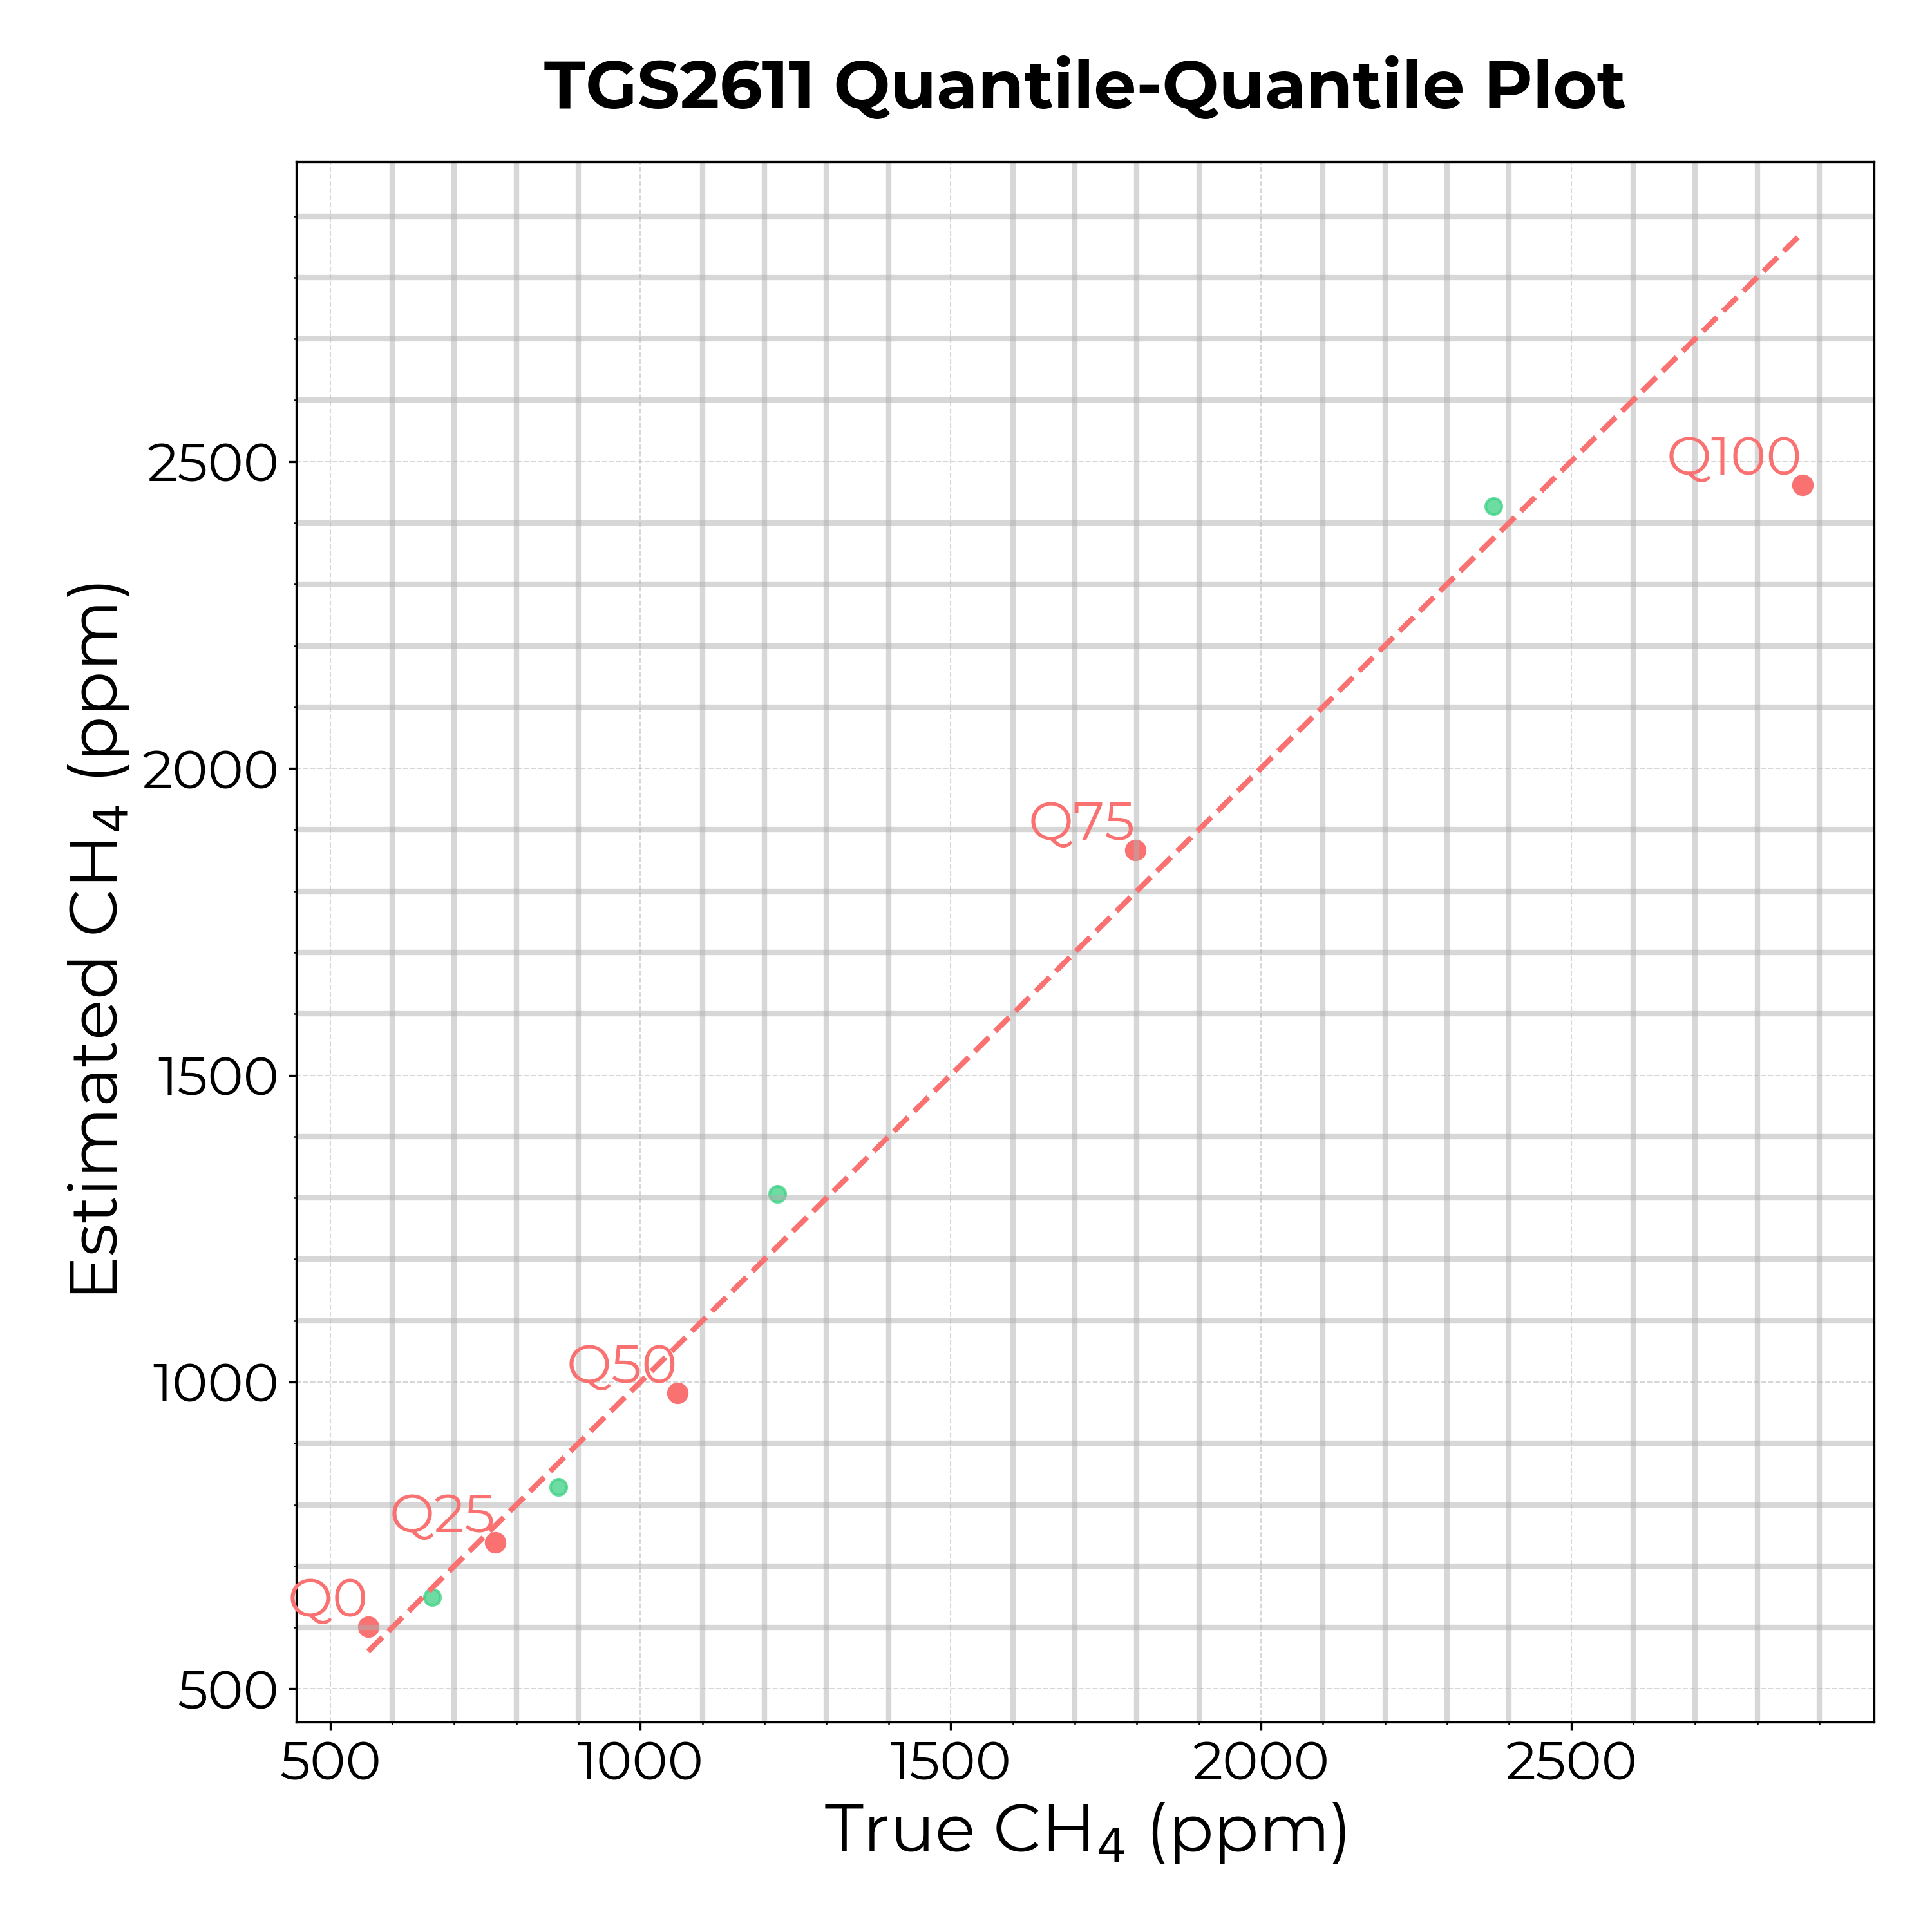 TGS2611 Quantile-Quantile Plot
Estimated CH₄ (ppm)
2500
2000
1500
1000
500
Q100
Q75
Q50
Q25
Q0
500 1000 1500 2000 2500
True CH₄ (ppm)